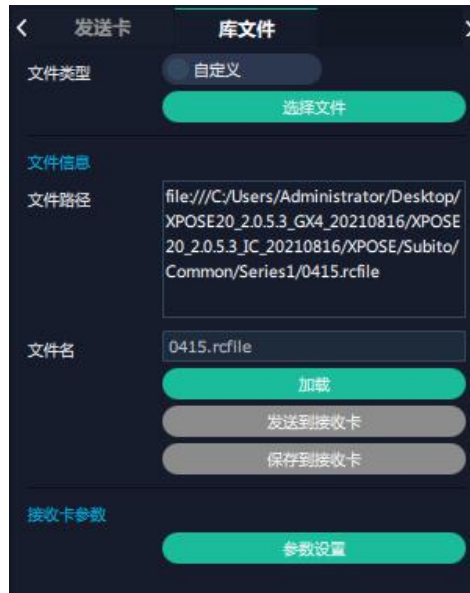 发送卡 库文件
文件类型 自定义
选择文件
文件信息
文件路径 file:///C:/Users/Administrator/Desktop/
XPOSE20_2.0.5.3_GX4_20210816/XPOSE
20_2.0.5.3_IC_20210816/XPOSE/Subito/
Common/Series1/0415.rcfile
文件名 0415.rcfile
加载
发送到接收卡
保存到接收卡
接收卡参数
参数设置